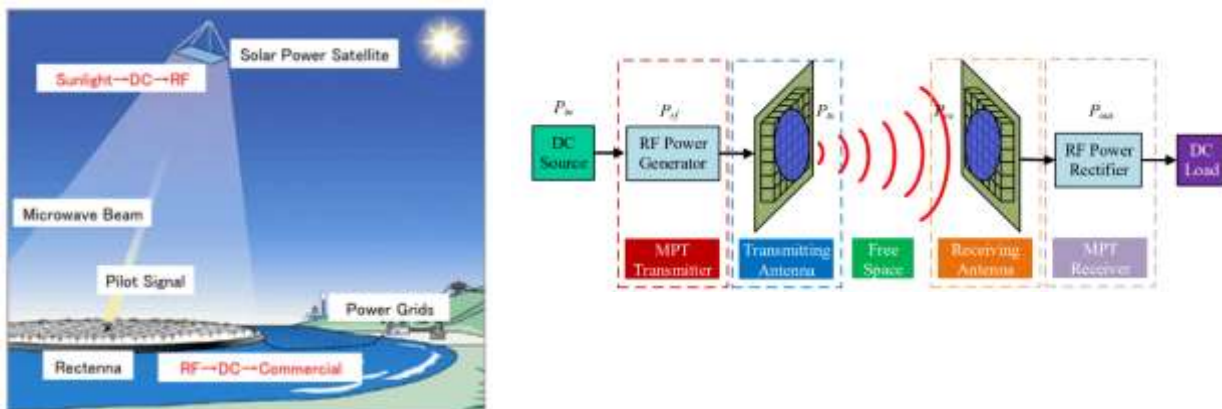 Solar Power Satellite
Sunlight→DC→RF
Microwave Beam
Pilot Signal
Power Grids
Rectenna
RF→DC→Commercial
P_in
P_rf
P_out
DC
Source
RF Power
Generator
RF Power
Rectifier
DC
Load
MPT
Transmitter
Transmitting
Antenna
Free
Space
Receiving
Antenna
MPT
Receiver